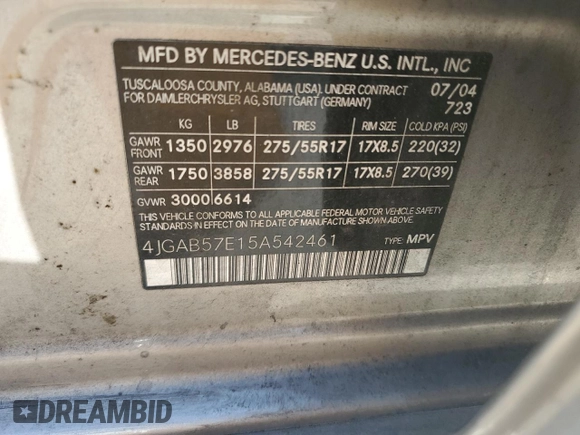 MFD BY MERCEDES-BENZ U.S. INTL., INC
TUSCALOOSA COUNTY, ALABAMA (USA). UNDER CONTRACT
FOR DAIMLERCHRYSLER AG, STUTTGART (GERMANY)
07/04
723
KG LB TIRES RIM SIZE COLD KPA (PSI)
GAWR FRONT 1350 2976 275/55R17 17X8.5 220(32)
GAWR REAR 1750 3858 275/55R17 17X8.5 270(39)
GVWR 3000 6614
THIS VEHICLE CONFORMS TO ALL APPLICABLE FEDERAL MOTOR VEHICLE SAFETY
STANDARDS IN EFFECT ON THE DATE OF MANUFACTURE SHOWN ABOVE.
4JGAB57E15A542461 TYPE: MPV
DREAMBID